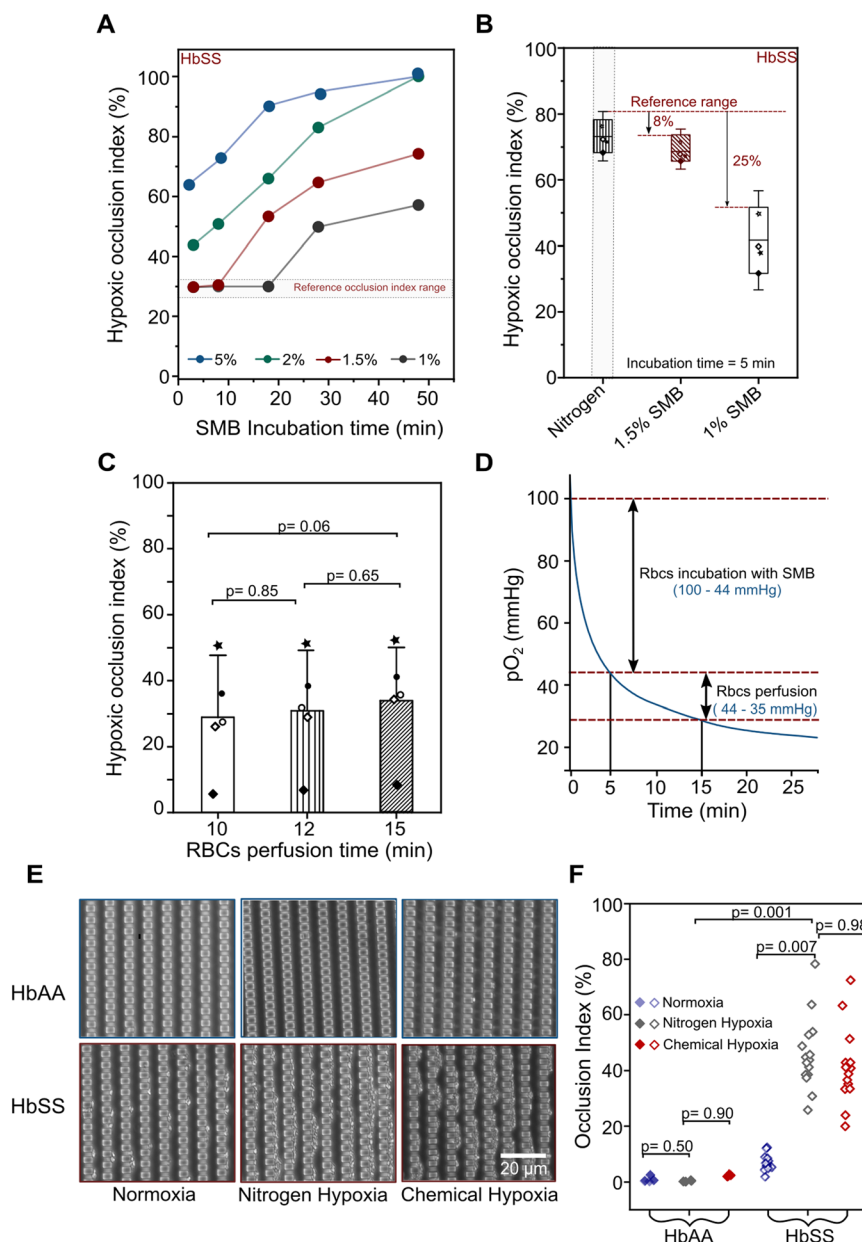 A
HbSS
Hypoxic occlusion index (%)
100
80
60
40
20
0
Reference occlusion index range
5% 2% 1.5% 1%
0 10 20 30 40 50
SMB Incubation time (min)
B
HbSS
Hypoxic occlusion index (%)
100
80
60
40
20
0
Reference range
8%
25%
Incubation time = 5 min
Nitrogen
1.5% SMB
1% SMB
C
Hypoxic occlusion index (%)
100
80
60
40
20
0
p= 0.06
p= 0.85
p= 0.65
10 12 15
RBCs perfusion time (min)
D
pO2 (mmHg)
100
80
60
40
20
Rbcs incubation with SMB
(100 - 44 mmHg)
Rbcs perfusion
( 44 - 35 mmHg)
0 5 10 15 20 25
Time (min)
E
HbAA
HbSS
20 µm
Normoxia Nitrogen Hypoxia Chemical Hypoxia
F
Occlusion Index (%)
100
80
60
40
20
0
p= 0.001
p= 0.98
p= 0.007
Normoxia
Nitrogen Hypoxia
Chemical Hypoxia
p= 0.90
p= 0.50
HbAA HbSS